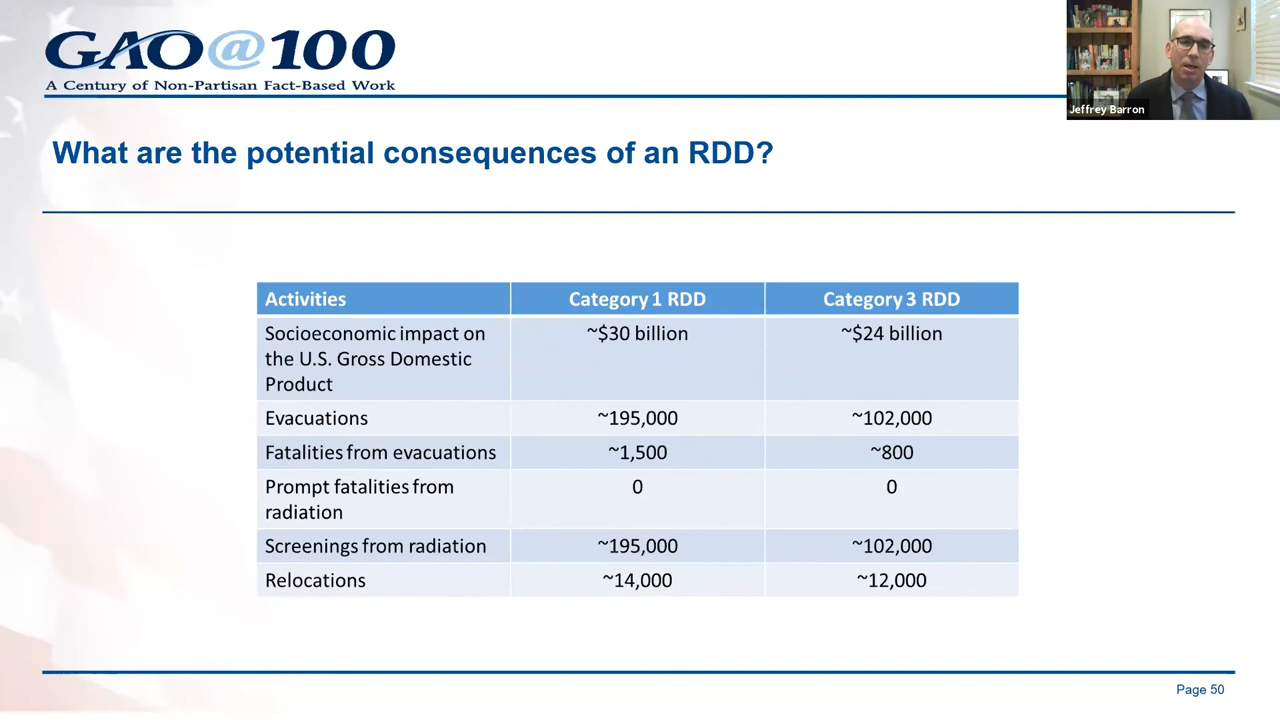 GAO@100
A Century of Non-Partisan Fact-Based Work
Jeffrey Barron
What are the potential consequences of an RDD?
Activities Category 1 RDD Category 3 RDD
Socioeconomic impact on ~$30 billion ~$24 billion
the U.S. Gross Domestic
Product
Evacuations ~195,000 ~102,000
Fatalities from evacuations ~1,500 ~800
Prompt fatalities from 0 0
radiation
Screenings from radiation ~195,000 ~102,000
Relocations ~14,000 ~12,000
Page 50